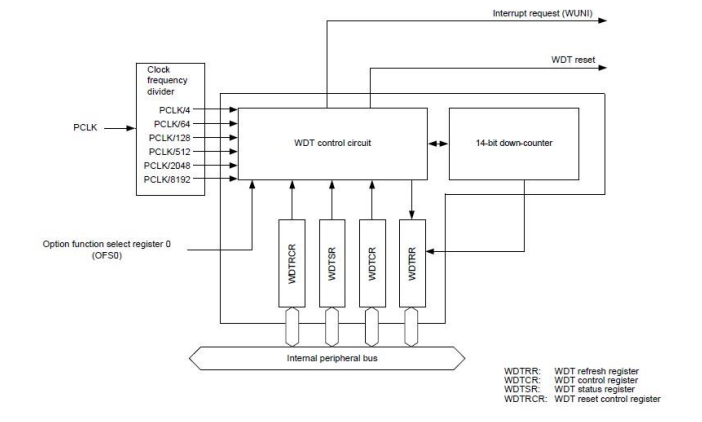 Interrupt request (WUNI)
WDT reset
Clock
frequency
divider
PCLK/4
PCLK/64
PCLK/128
PCLK/512
PCLK/2048
PCLK/8192
PCLK
WDT control circuit
14-bit down-counter
Option function select register 0
(OFS0)
WDTRCR
WDTSR
WDTCR
WDTRR
Internal peripheral bus
WDTRR: WDT refresh register
WDTCR: WDT control register
WDTSR: WDT status register
WDTRCR: WDT reset control register